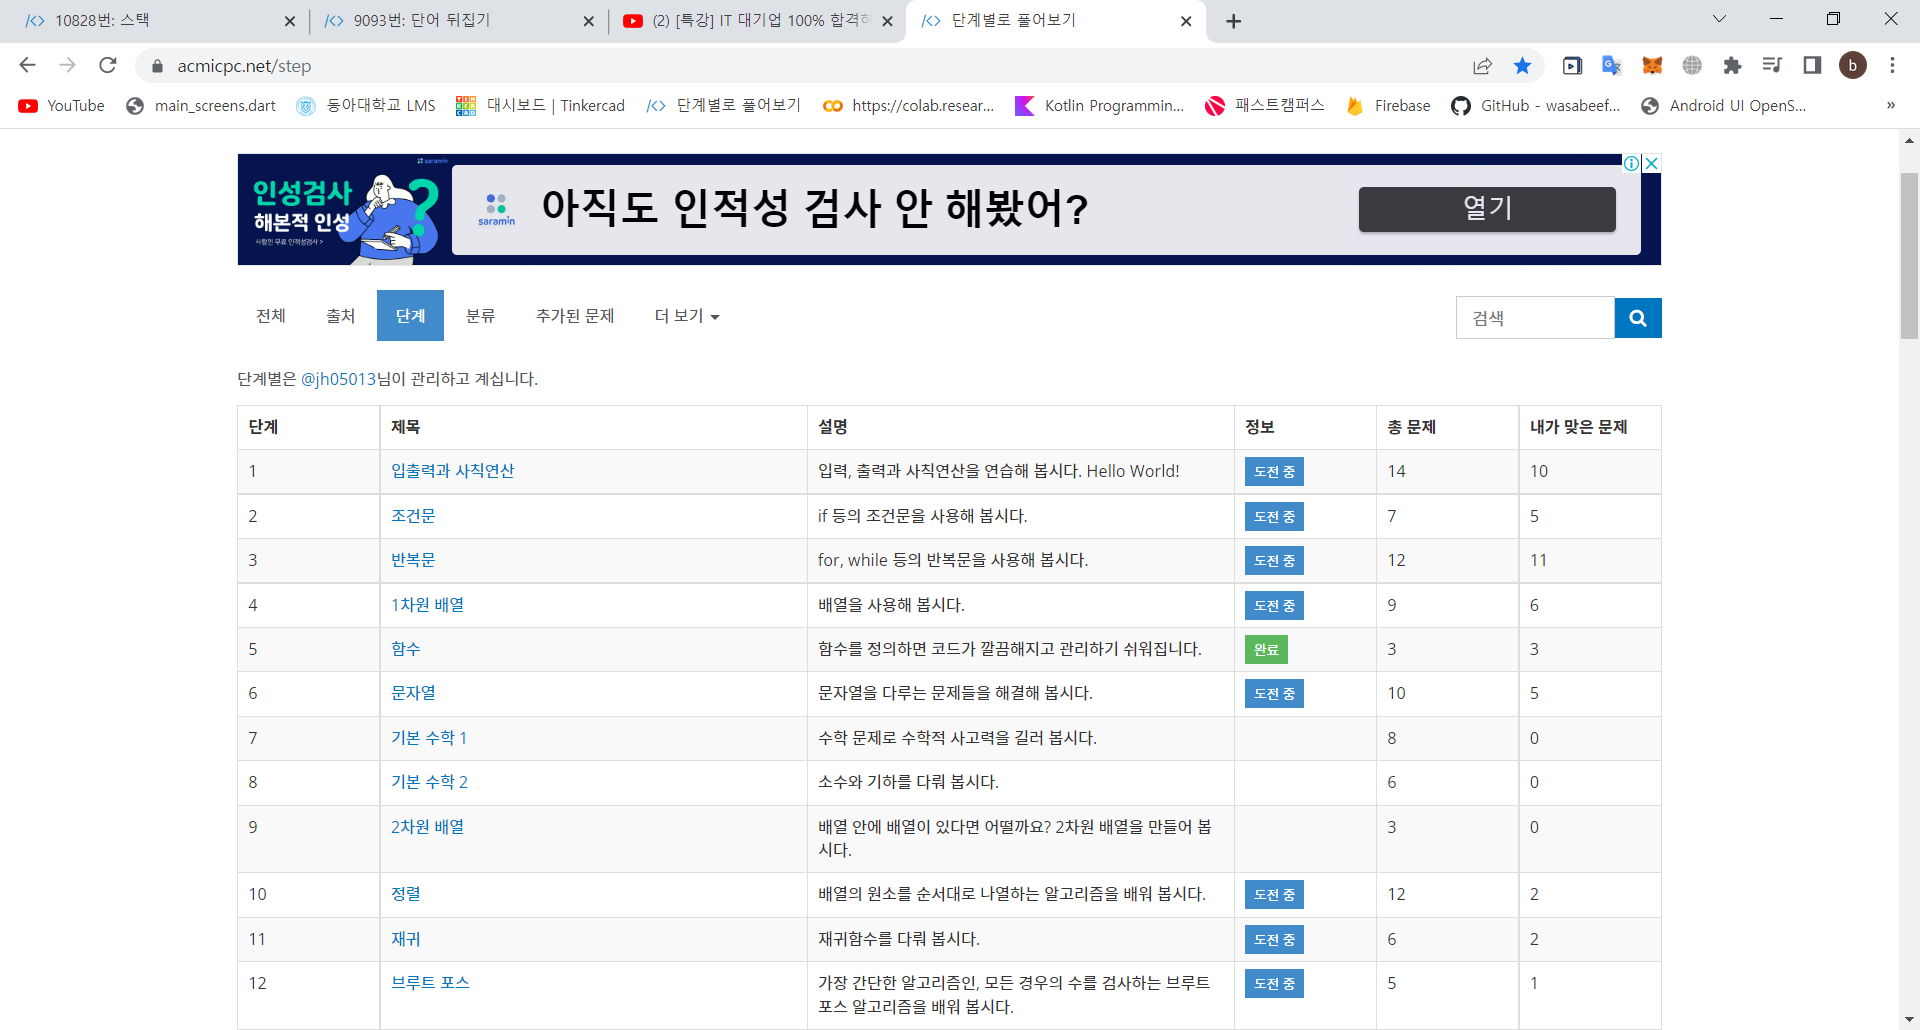 10828번: 스택
9093번: 단어 뒤집기
(2) [특강] IT 대기업 100% 합격하
단계별로 풀어보기
acmicpc.net/step
b
YouTube
main_screens.dart
동아대학교 LMS
대시보드 | Tinkercad
단계별로 풀어보기
https://colab.resear...
Kotlin Programmin...
패스트캠퍼스
Firebase
GitHub - wasabeef...
Android UI OpenS...
»
saramin
인성검사
해본적 인성
사람인 무료 인적성검사 >
?
saramin
아직도 인적성 검사 안 해봤어?
열기
전체
출처
단계
분류
추가된 문제
더 보기
검색
단계별은 @jh05013님이 관리하고 계십니다.
단계 제목 설명 정보 총 문제 내가 맞은 문제
1 입출력과 사칙연산 입력, 출력과 사칙연산을 연습해 봅시다. Hello World! 도전 중 14 10
2 조건문 if 등의 조건문을 사용해 봅시다. 도전 중 7 5
3 반복문 for, while 등의 반복문을 사용해 봅시다. 도전 중 12 11
4 1차원 배열 배열을 사용해 봅시다. 도전 중 9 6
5 함수 함수를 정의하면 코드가 깔끔해지고 관리하기 쉬워집니다. 완료 3 3
6 문자열 문자열을 다루는 문제들을 해결해 봅시다. 도전 중 10 5
7 기본 수학 1 수학 문제로 수학적 사고력을 길러 봅시다. 8 0
8 기본 수학 2 소수와 기하를 다뤄 봅시다. 6 0
9 2차원 배열 배열 안에 배열이 있다면 어떨까요? 2차원 배열을 만들어 봅 3 0
시다.
10 정렬 배열의 원소를 순서대로 나열하는 알고리즘을 배워 봅시다. 도전 중 12 2
11 재귀 재귀함수를 다뤄 봅시다. 도전 중 6 2
12 브루트 포스 가장 간단한 알고리즘인, 모든 경우의 수를 검사하는 브루트 도전 중 5 1
포스 알고리즘을 배워 봅시다.